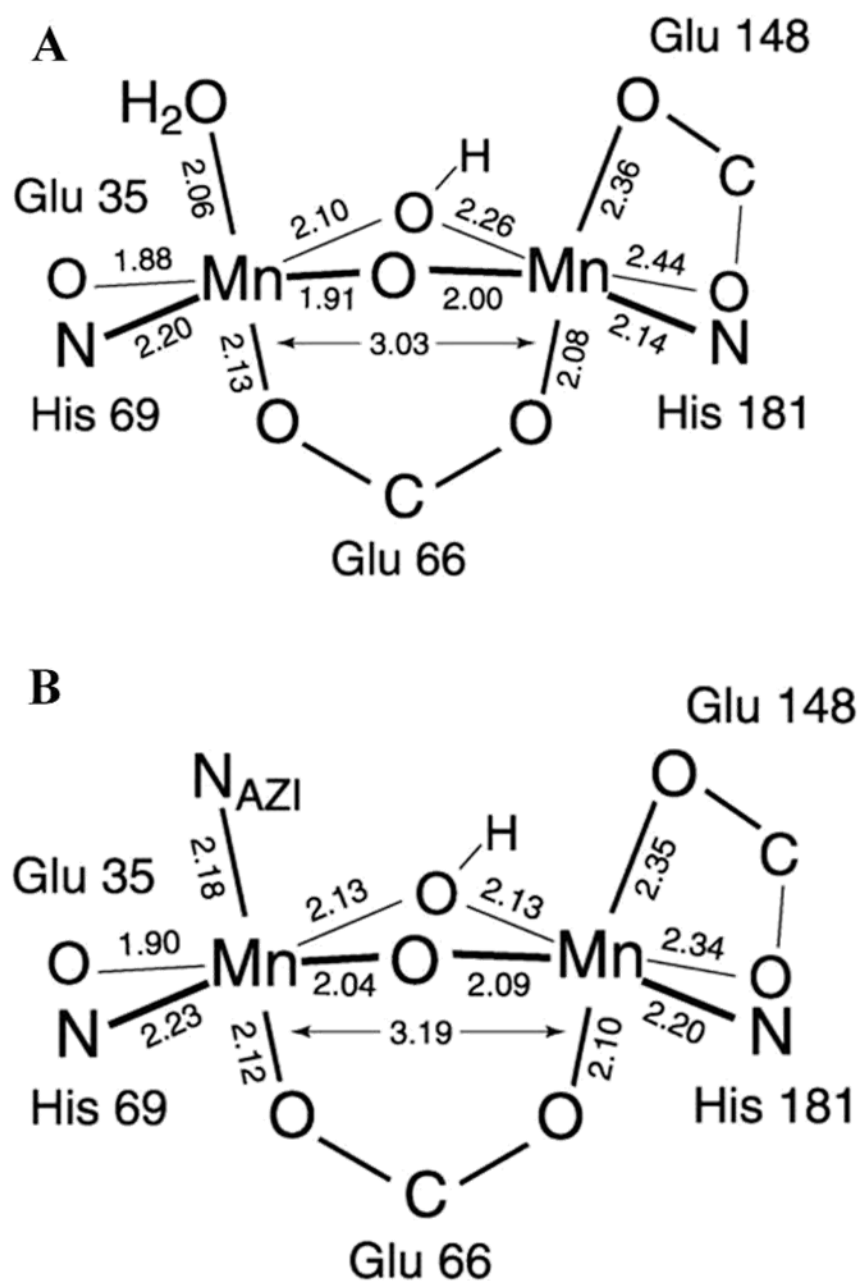 A
Glu 148
H2O
O
H
C
Glu 35
2.06
2.10
O
2.26
2.36
O
1.88
Mn
O
Mn
2.44
O
N
2.20
1.91
2.00
2.14
N
2.13
3.03
2.08
His 69
O
O
His 181
C
Glu 66
B
Glu 148
NAZI
O
H
C
Glu 35
2.18
2.13
O
2.13
2.35
O
1.90
Mn
O
Mn
2.34
O
N
2.23
2.04
2.09
2.20
N
2.12
3.19
2.10
His 69
O
O
His 181
C
Glu 66